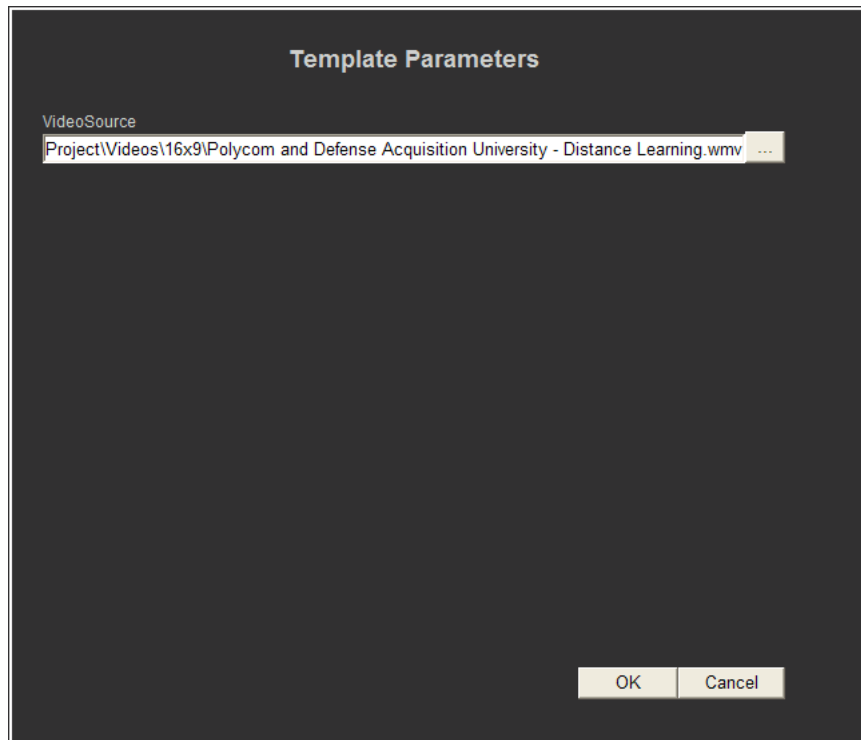 Template Parameters
VideoSource
Project\Videos\16x9\Polycom and Defense Acquisition University - Distance Learning.wmv ...
OK Cancel